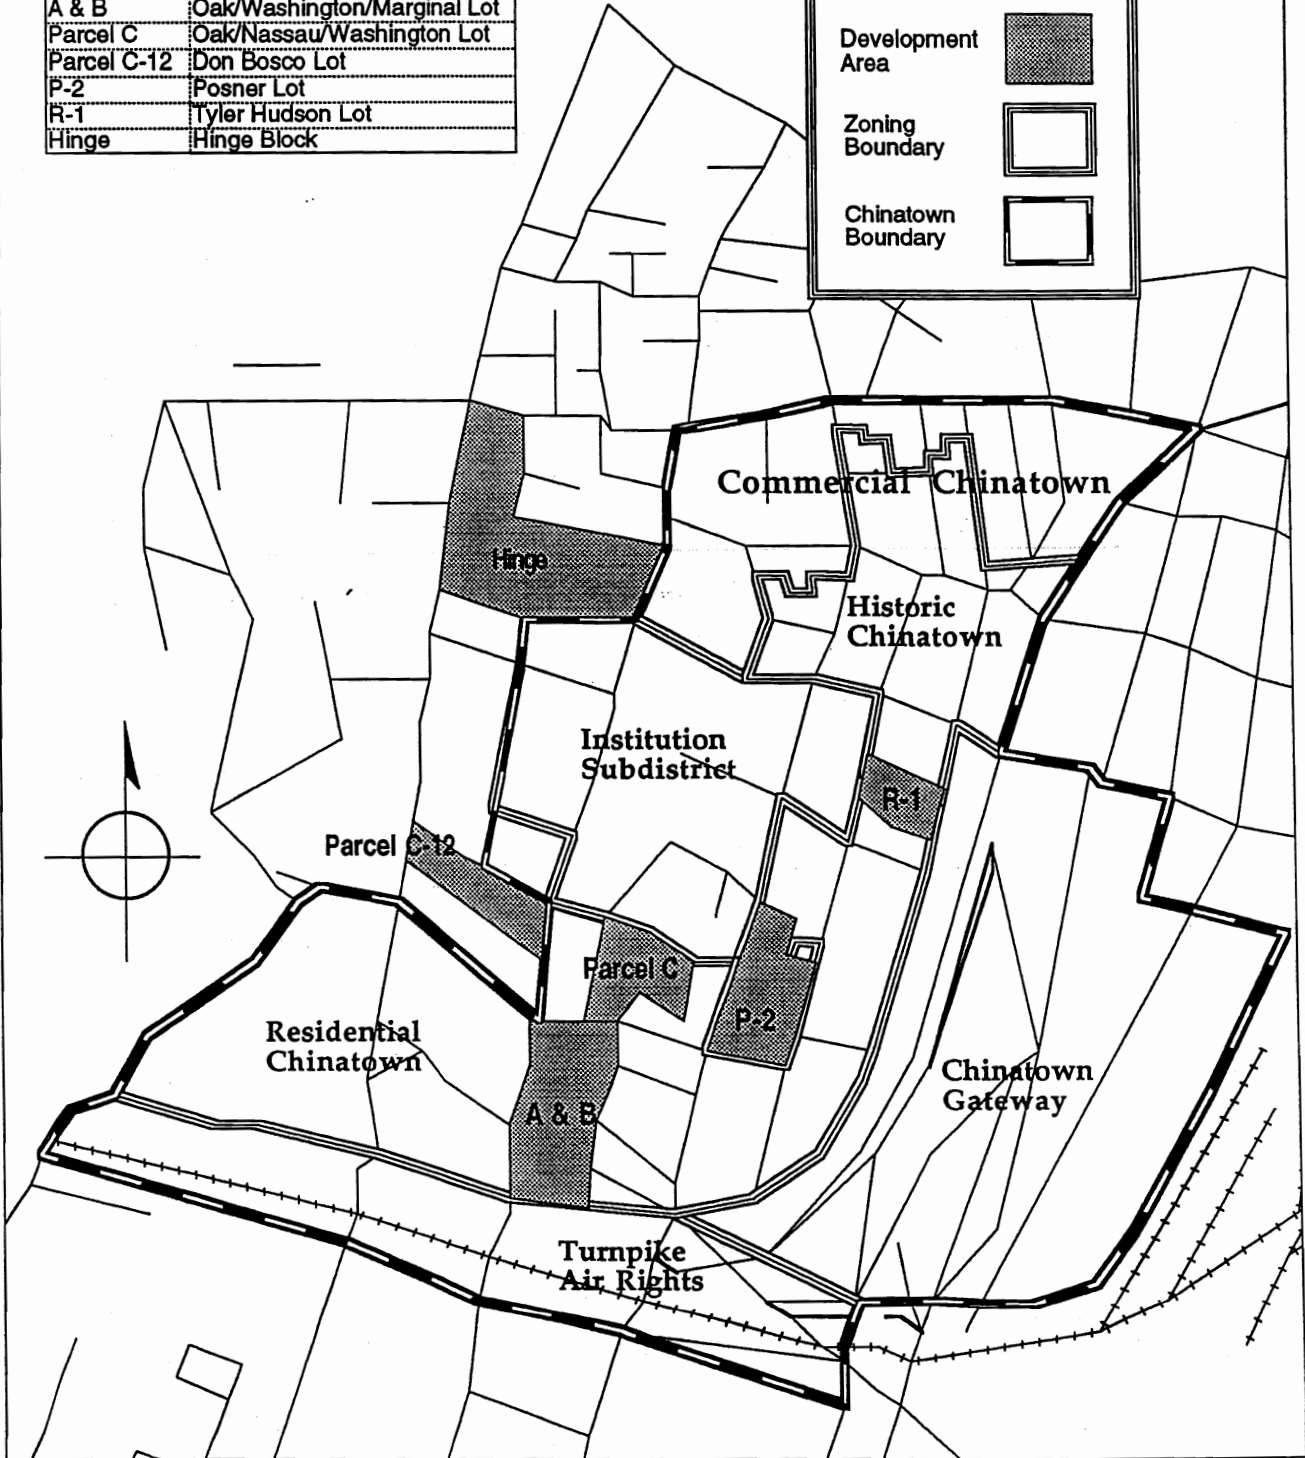 A & B Oak/Washington/Marginal Lot
Parcel C Oak/Nassau/Washington Lot
Parcel C-12 Don Bosco Lot
P-2 Posner Lot
R-1 Tyler Hudson Lot
Hinge Hinge Block
Development
Area
Zoning
Boundary
Chinatown
Boundary
Commercial Chinatown
Hinge
Historic
Chinatown
Institution
Subdistrict
R-1
Parcel C-12
Parcel C
P-2
Residential
Chinatown
Chinatown
Gateway
A & B
Turnpike
Air Rights